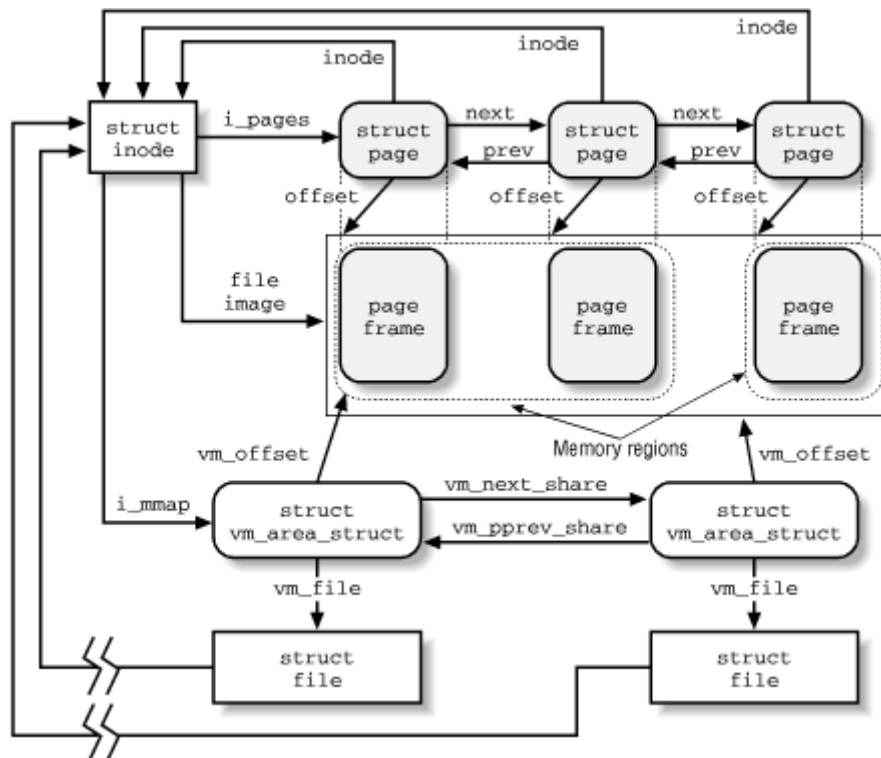 inode
inode
inode
struct
inode
i_pages
struct
page
next
prev
struct
page
next
prev
struct
page
offset
offset
offset
file
image
page
frame
page
frame
page
frame
Memory regions
vm_offset
vm_offset
i_mmap
struct
vm_area_struct
vm_next_share
vm_pprev_share
struct
vm_area_struct
vm_file
vm_file
struct
file
struct
file